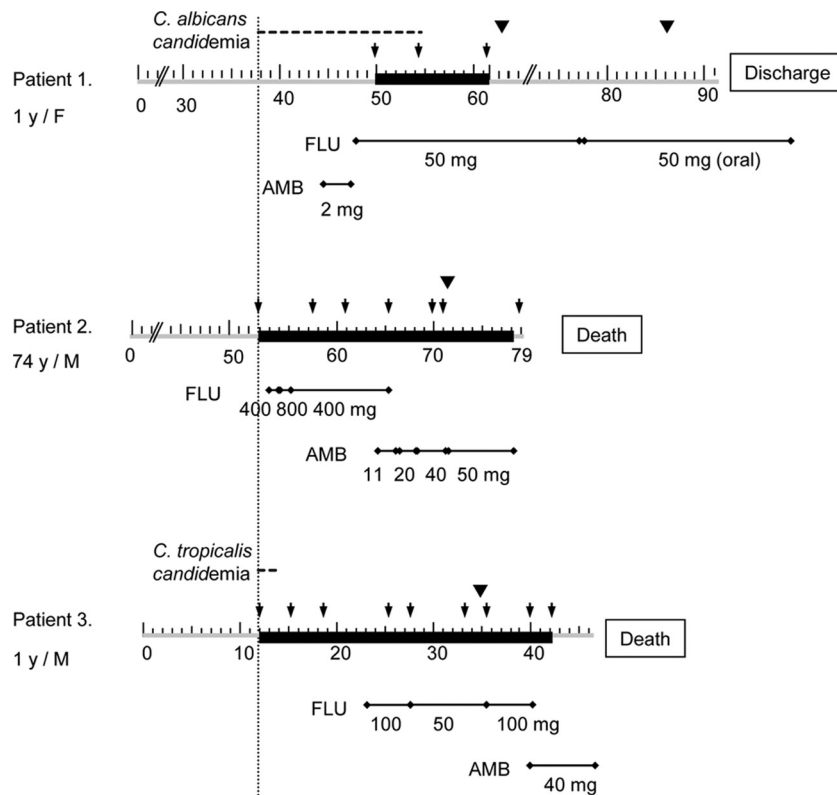 C. albicans
candidemia
Patient 1.
1 y / F
0 30 40 50 60 80 90
Discharge
FLU
50 mg 50 mg (oral)
AMB
2 mg
Patient 2.
74 y / M
0 50 60 70 79
Death
FLU
400 800 400 mg
AMB
11 20 40 50 mg
C. tropicalis
candidemia
Patient 3.
1 y / M
0 10 20 30 40
Death
FLU
100 50 100 mg
AMB
40 mg